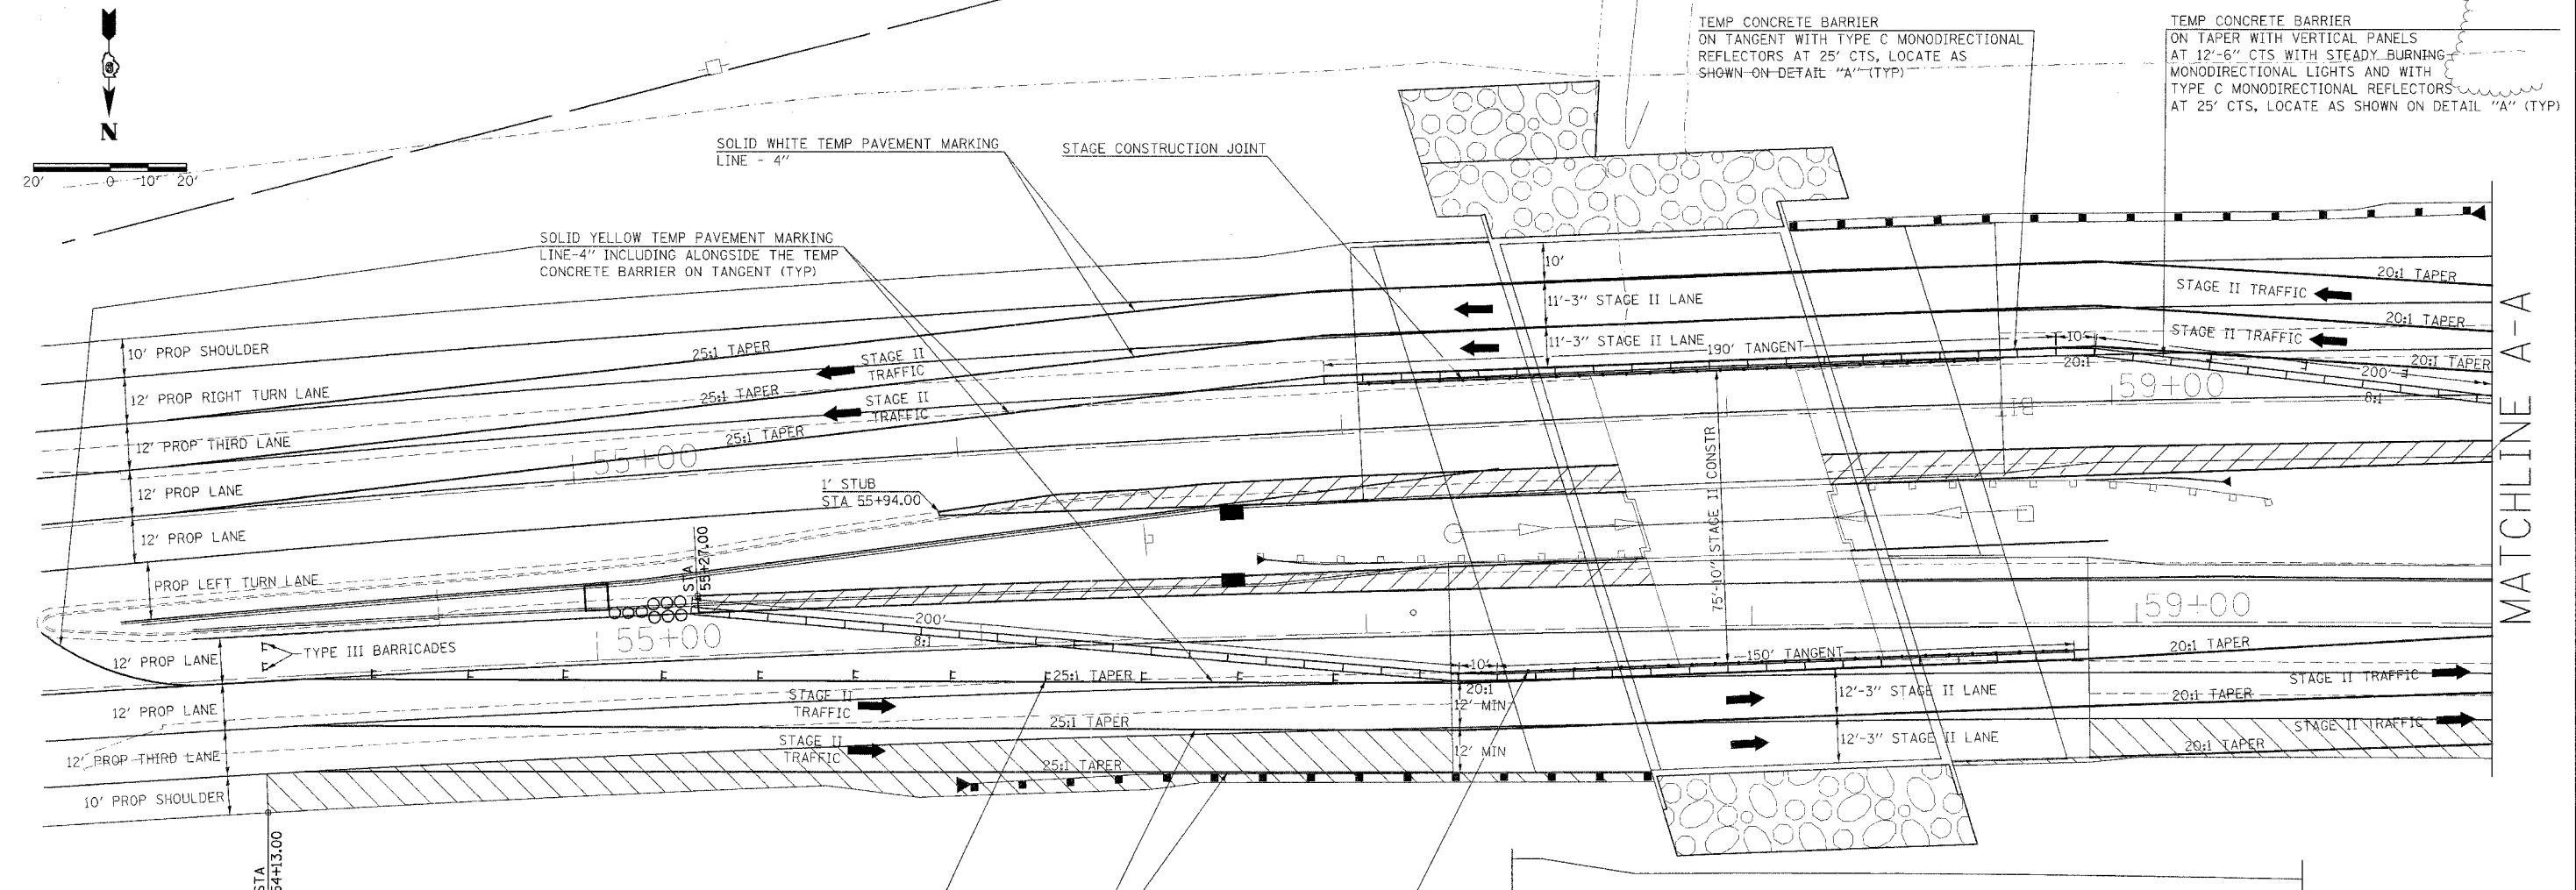 TEMP CONCRETE BARRIER
ON TANGENT WITH TYPE C MONODIRECTIONAL
REFLECTORS AT 25' CTS, LOCATE AS
SHOWN ON DETAIL "A" (TYP)
TEMP CONCRETE BARRIER
ON TAPER WITH VERTICAL PANELS
AT 12'-6" CTS WITH STEADY BURNING
MONODIRECTIONAL LIGHTS AND WITH
TYPE C MONODIRECTIONAL REFLECTORS
AT 25' CTS, LOCATE AS SHOWN ON DETAIL "A" (TYP)
N
20' 0 10' 20'
SOLID WHITE TEMP PAVEMENT MARKING
LINE - 4"
STAGE CONSTRUCTION JOINT
SOLID YELLOW TEMP PAVEMENT MARKING
LINE-4" INCLUDING ALONGSIDE THE TEMP
CONCRETE BARRIER ON TANGENT (TYP)
10'
11'-3" STAGE II LANE
11'-3" STAGE II LANE
190' TANGENT
10'
20:1
20:1 TAPER
STAGE II TRAFFIC
20:1 TAPER
STAGE II TRAFFIC
20:1 TAPER
200'
8:1
59+00
BIT
MATCHLINE A-A
10' PROP SHOULDER
12' PROP RIGHT TURN LANE
12' PROP THIRD LANE
12' PROP LANE
12' PROP LANE
PROP LEFT TURN LANE
25:1 TAPER
STAGE II
TRAFFIC
25:1 TAPER
STAGE II
TRAFFIC
25:1 TAPER
55+00
1' STUB
STA 55+94.00
STA
55+27.00
75'-10" STAGE II CONSTR
59+00
55+00
200'
8:1
TYPE III BARRICADES
12' PROP LANE
12' PROP LANE
12' PROP THIRD LANE
10' PROP SHOULDER
25:1 TAPER
STAGE II
TRAFFIC
25:1 TAPER
STAGE II
TRAFFIC
25:1 TAPER
10'
20:1
12' MIN
12' MIN
150' TANGENT
12'-3" STAGE II LANE
12'-3" STAGE II LANE
20:1 TAPER
STAGE II TRAFFIC
20:1 TAPER
STAGE II TRAFFIC
20:1 TAPER
STA
54+13.00